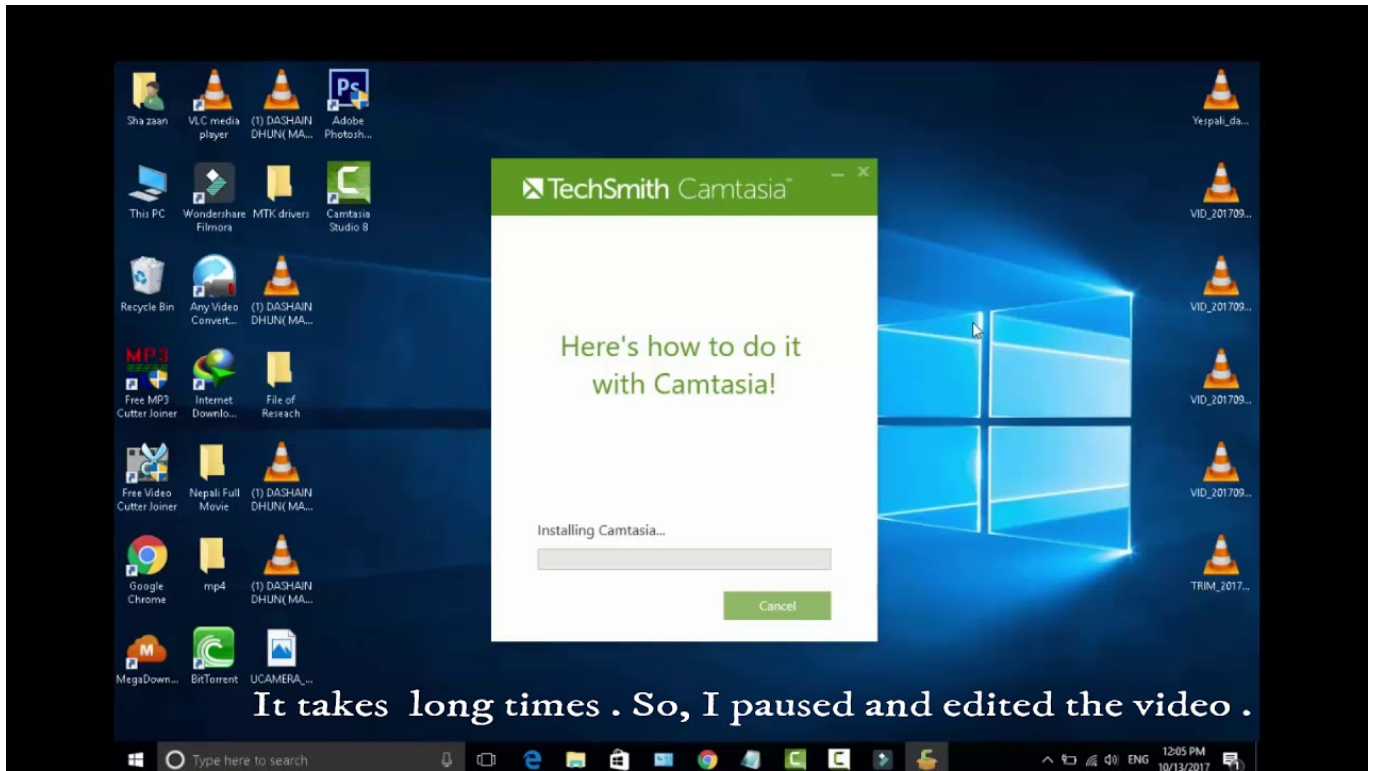 Sha zaan
VLC media
player
(1) DASHAIN
DHUN( MA...
Ps
Adobe
Photosh...
Yespali_da...
TechSmith Camtasia™
This PC
Wondershare
Filmora
MTK drivers
Camtasia
Studio 8
VID_201709...
Here's how to do it
with Camtasia!
Recycle Bin
Any Video
Convert...
(1) DASHAIN
DHUN( MA...
VID_201709...
MP3
Free MP3
Cutter Joiner
Internet
Downlo...
File of
Reseach
VID_201709...
Free Video
Cutter Joiner
Nepali Full
Movie
(1) DASHAIN
DHUN( MA...
VID_201709...
Installing Camtasia...
Cancel
Google
Chrome
mp4
(1) DASHAIN
DHUN( MA...
TRIM_2017...
M
MegaDown...
BitTorrent
UCAMERA_...
It takes long times . So, I paused and edited the video .
Type here to search
ENG
12:05 PM
10/13/2017